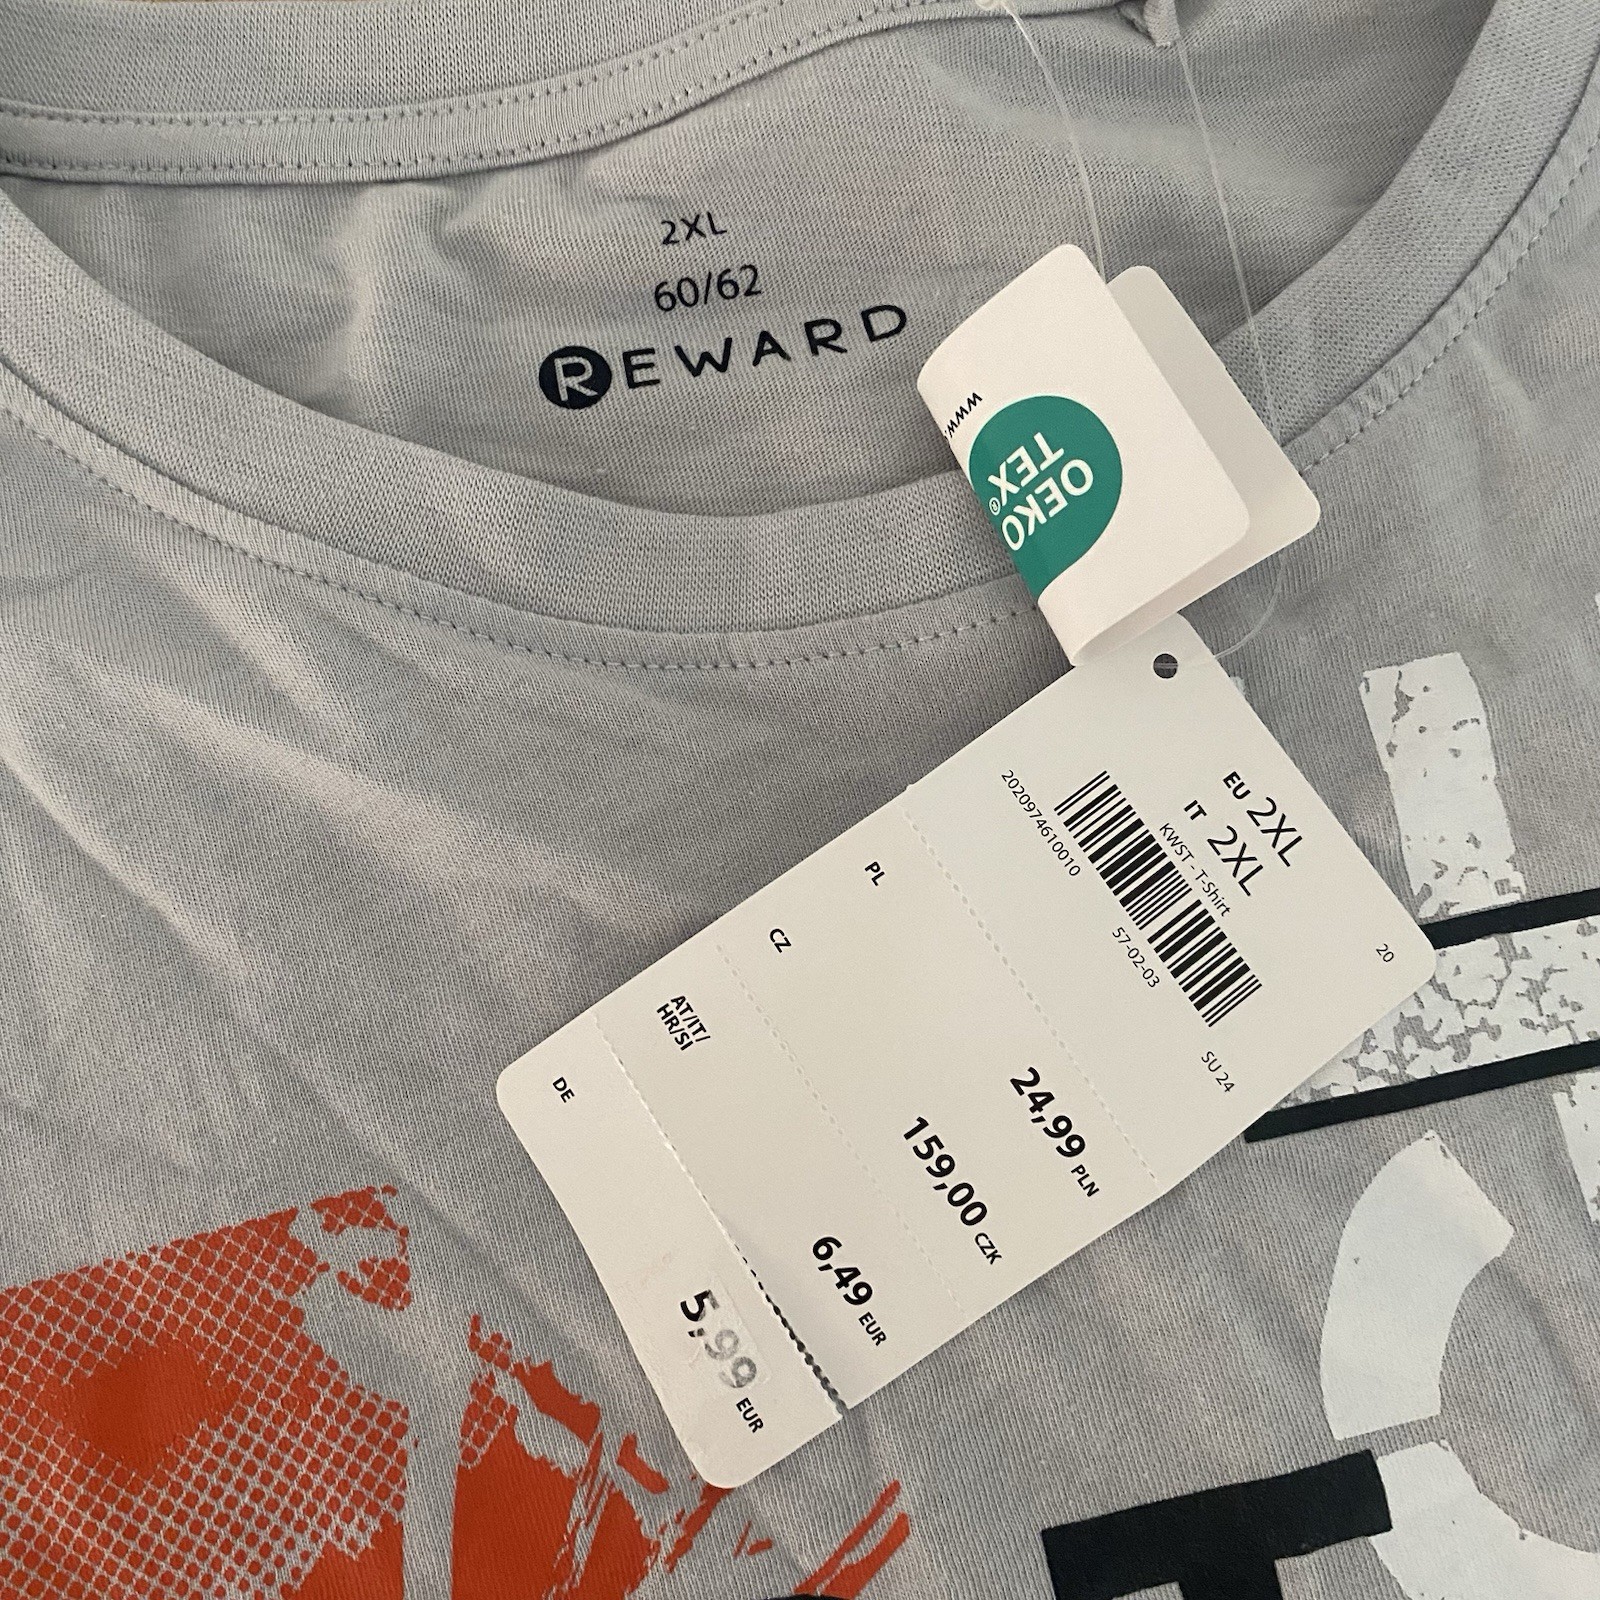 2XL
60/62
REWARD
www.
OEKO
TEX®
EU 2XL
IT 2XL
KWST - T-Shirt
2020974610010
57-02-03
20
SU 24
PL
24,99 PLN
CZ
159,00 CZK
AT/IT/
HR/SI
6,49 EUR
DE
5,99 EUR